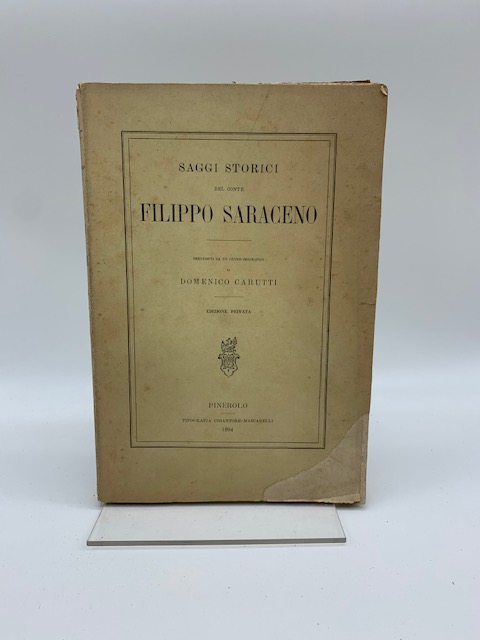 SAGGI STORICI
DEL CONTE
FILIPPO SARACENO
PRECEDUTI DA UN CENNO BIOGRAFICO
DI
DOMENICO CARUTTI
EDIZIONE PRIVATA
PINEROLO
TIPOGRAFIA CHIANTORE-MASCARELLI
1894